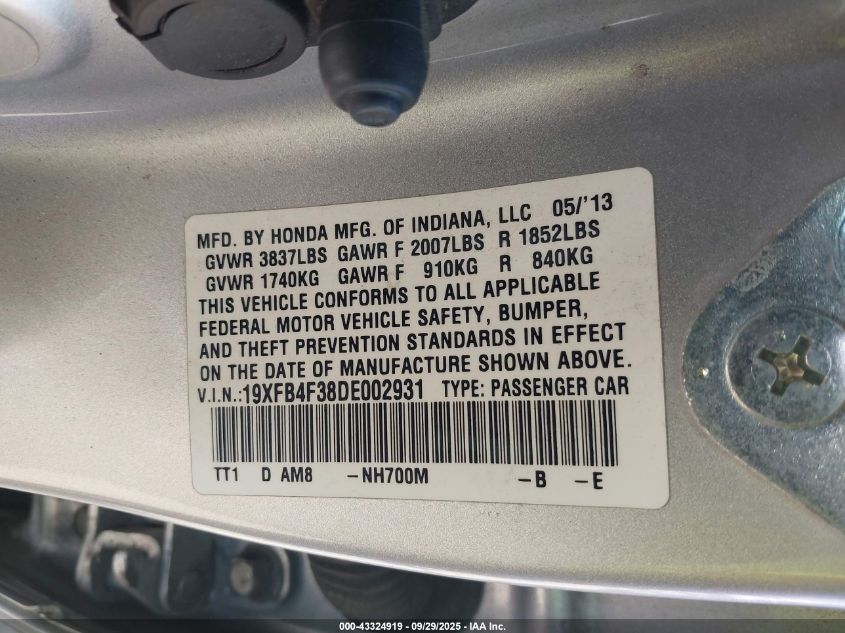 MFD. BY HONDA MFG. OF INDIANA, LLC 05/'13
GVWR 3837LBS GAWR F 2007LBS R 1852LBS
GVWR 1740KG GAWR F 910KG R 840KG
THIS VEHICLE CONFORMS TO ALL APPLICABLE
FEDERAL MOTOR VEHICLE SAFETY, BUMPER,
AND THEFT PREVENTION STANDARDS IN EFFECT
ON THE DATE OF MANUFACTURE SHOWN ABOVE.
V.I.N.:19XFB4F38DE002931 TYPE: PASSENGER CAR
TT1 D AM8 -NH700M -B -E
000-43324919 - 09/29/2025 - IAA Inc.